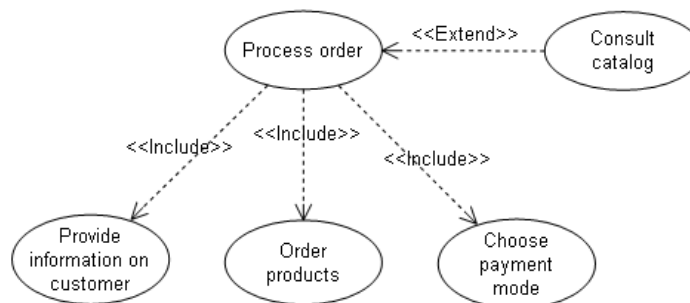 <<Extend>>
Process order
Consult
catalog
<<Include>>
<<Include>>
<<Include>>
Provide
information on
customer
Order
products
Choose
payment
mode